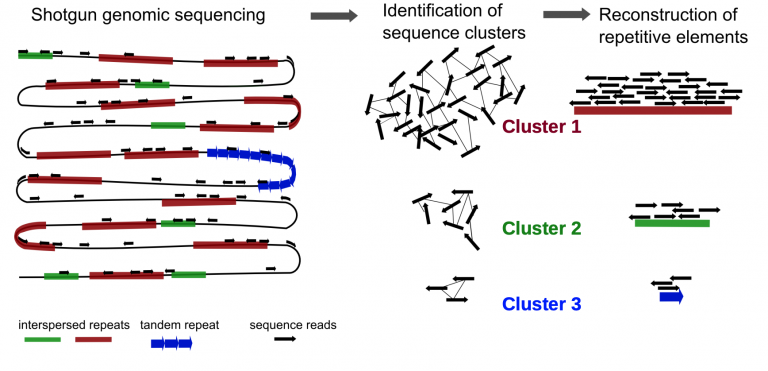 Shotgun genomic sequencing
Identification of
sequence clusters
Reconstruction of
repetitive elements
Cluster 1
Cluster 2
Cluster 3
interspersed repeats
tandem repeat
sequence reads